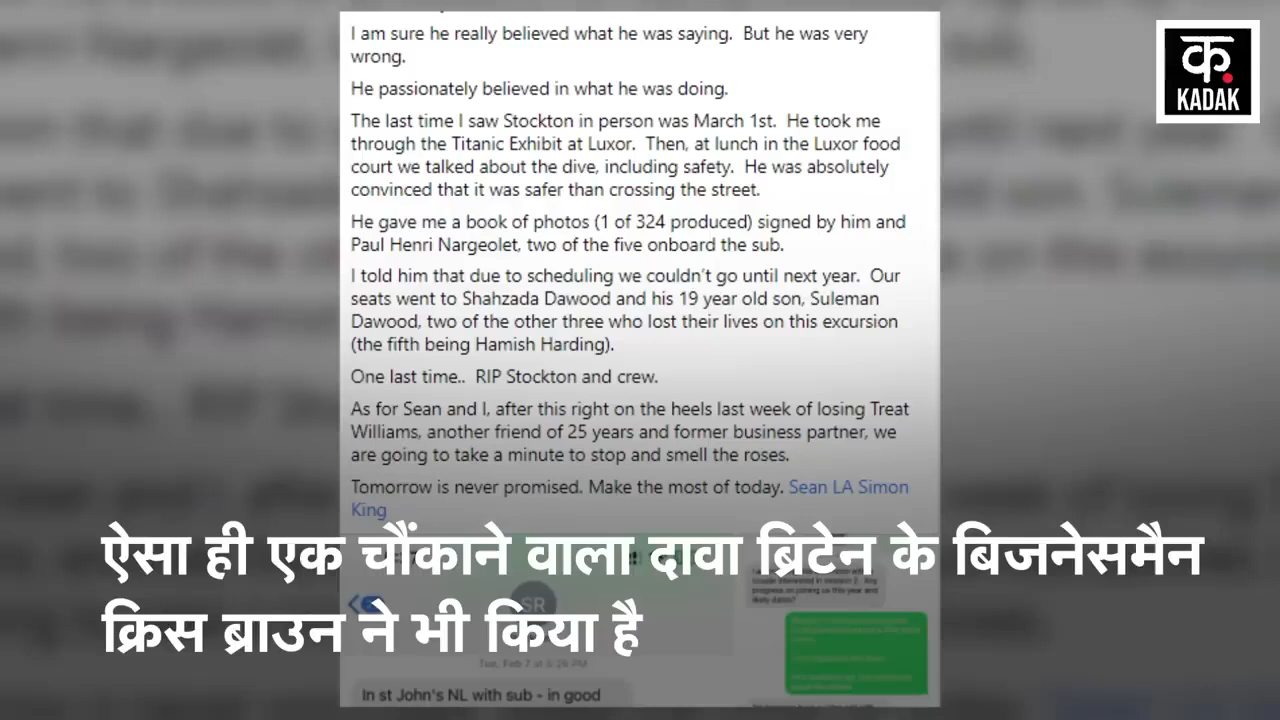 I am sure he really believed what he was saying.  But he was very
wrong.
He passionately believed in what he was doing.
The last time I saw Stockton in person was March 1st.  He took me
through the Titanic Exhibit at Luxor.  Then, at lunch in the Luxor food
court we talked about the dive, including safety.  He was absolutely
convinced that it was safer than crossing the street.
He gave me a book of photos (1 of 324 produced) signed by him and
Paul Henri Nargeolet, two of the five onboard the sub.
I told him that due to scheduling we couldn't go until next year.  Our
seats went to Shahzada Dawood and his 19 year old son, Suleman
Dawood, two of the other three who lost their lives on this excursion
(the fifth being Hamish Harding).
One last time..  RIP Stockton and crew.
As for Sean and I, after this right on the heels last week of losing Treat
Williams, another friend of 25 years and former business partner, we
are going to take a minute to stop and smell the roses.
Tomorrow is never promised. Make the most of today. Sean LA Simon
King
ऐसा ही एक चौंकाने वाला दावा ब्रिटेन के बिजनेसमैन
क्रिस ब्राउन ने भी किया है
SR
Tue, Feb 7 at 5:26 PM
In st John's NL with sub - in good
क.
KADAK